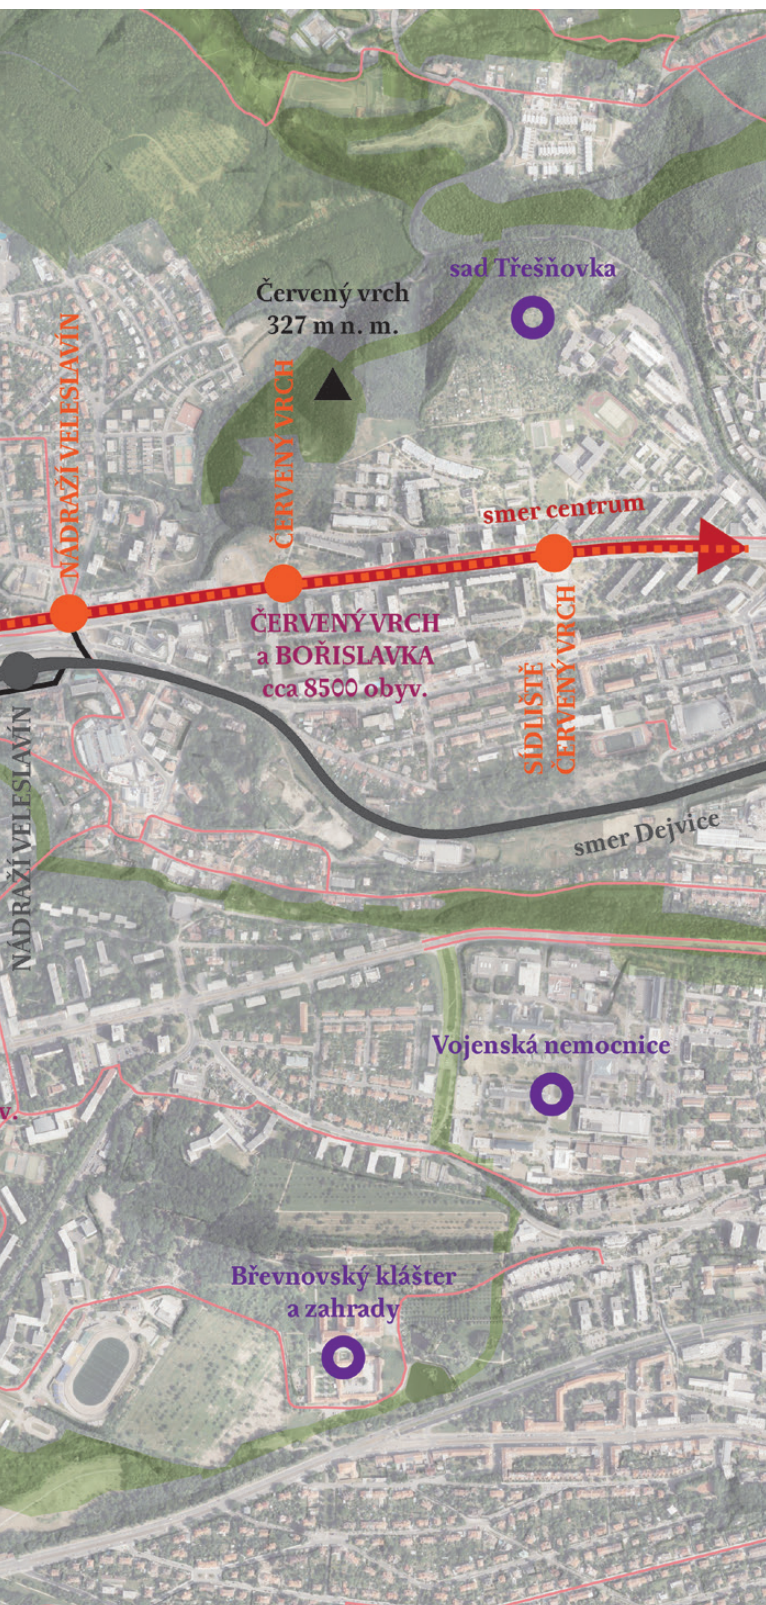 sad Třešňovka
Červený vrch
327 m n. m.
NÁDRAŽÍ VELESLAVÍN
ČERVENÝ VRCH
smer centrum
ČERVENÝ VRCH
a BOŘISLAVKA
cca 8500 obyv.
SÍDLIŠTĚ
ČERVENÝ VRCH
NÁDRAŽÍ VELESLAVÍN
smer Dejvice
Vojenská nemocnice
v.
Břevnovský klášter
a zahrady